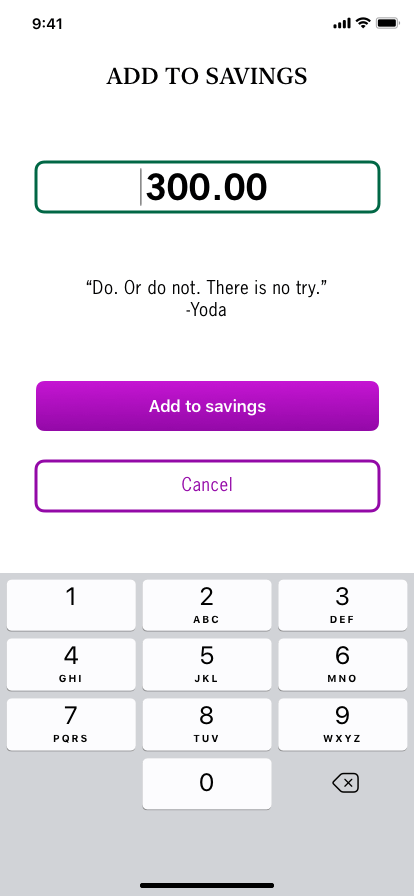 9:41
ADD TO SAVINGS
300.00
“Do. Or do not. There is no try.”
-Yoda
Add to savings
Cancel
1 2 3
ABC DEF
4 5 6
GHI JKL MNO
7 8 9
PQRS TUV WXYZ
0